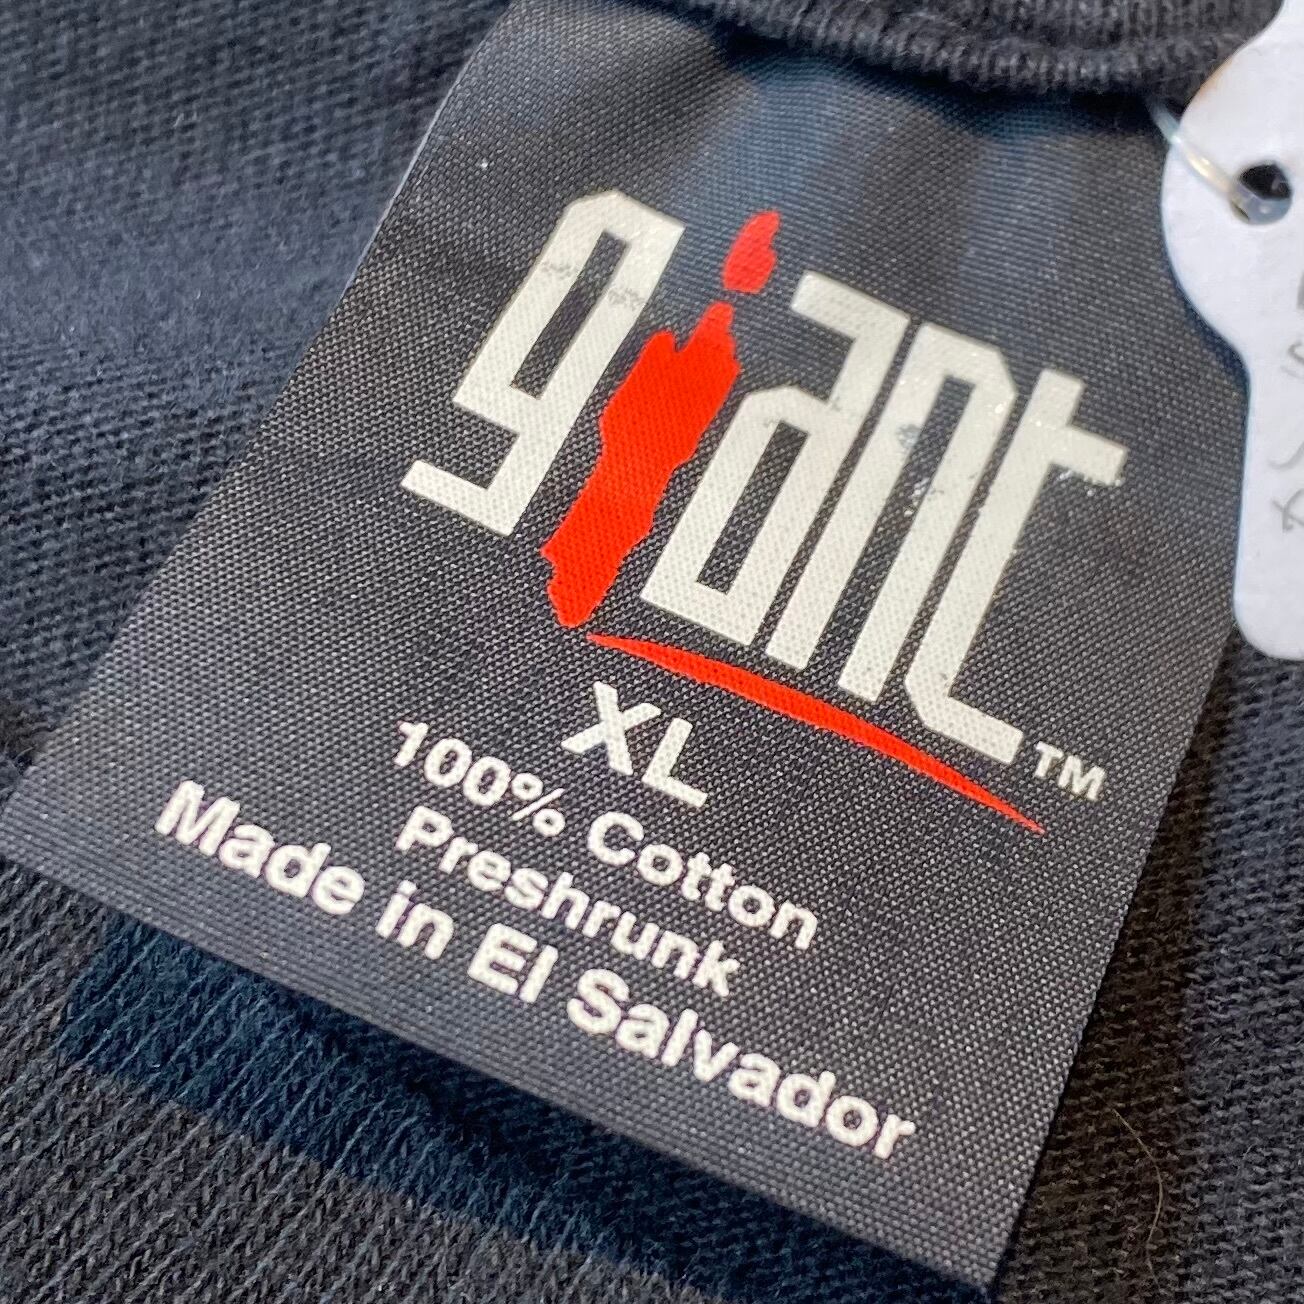 giant TM
XL
100% Cotton
Preshrunk
Made in El Salvador